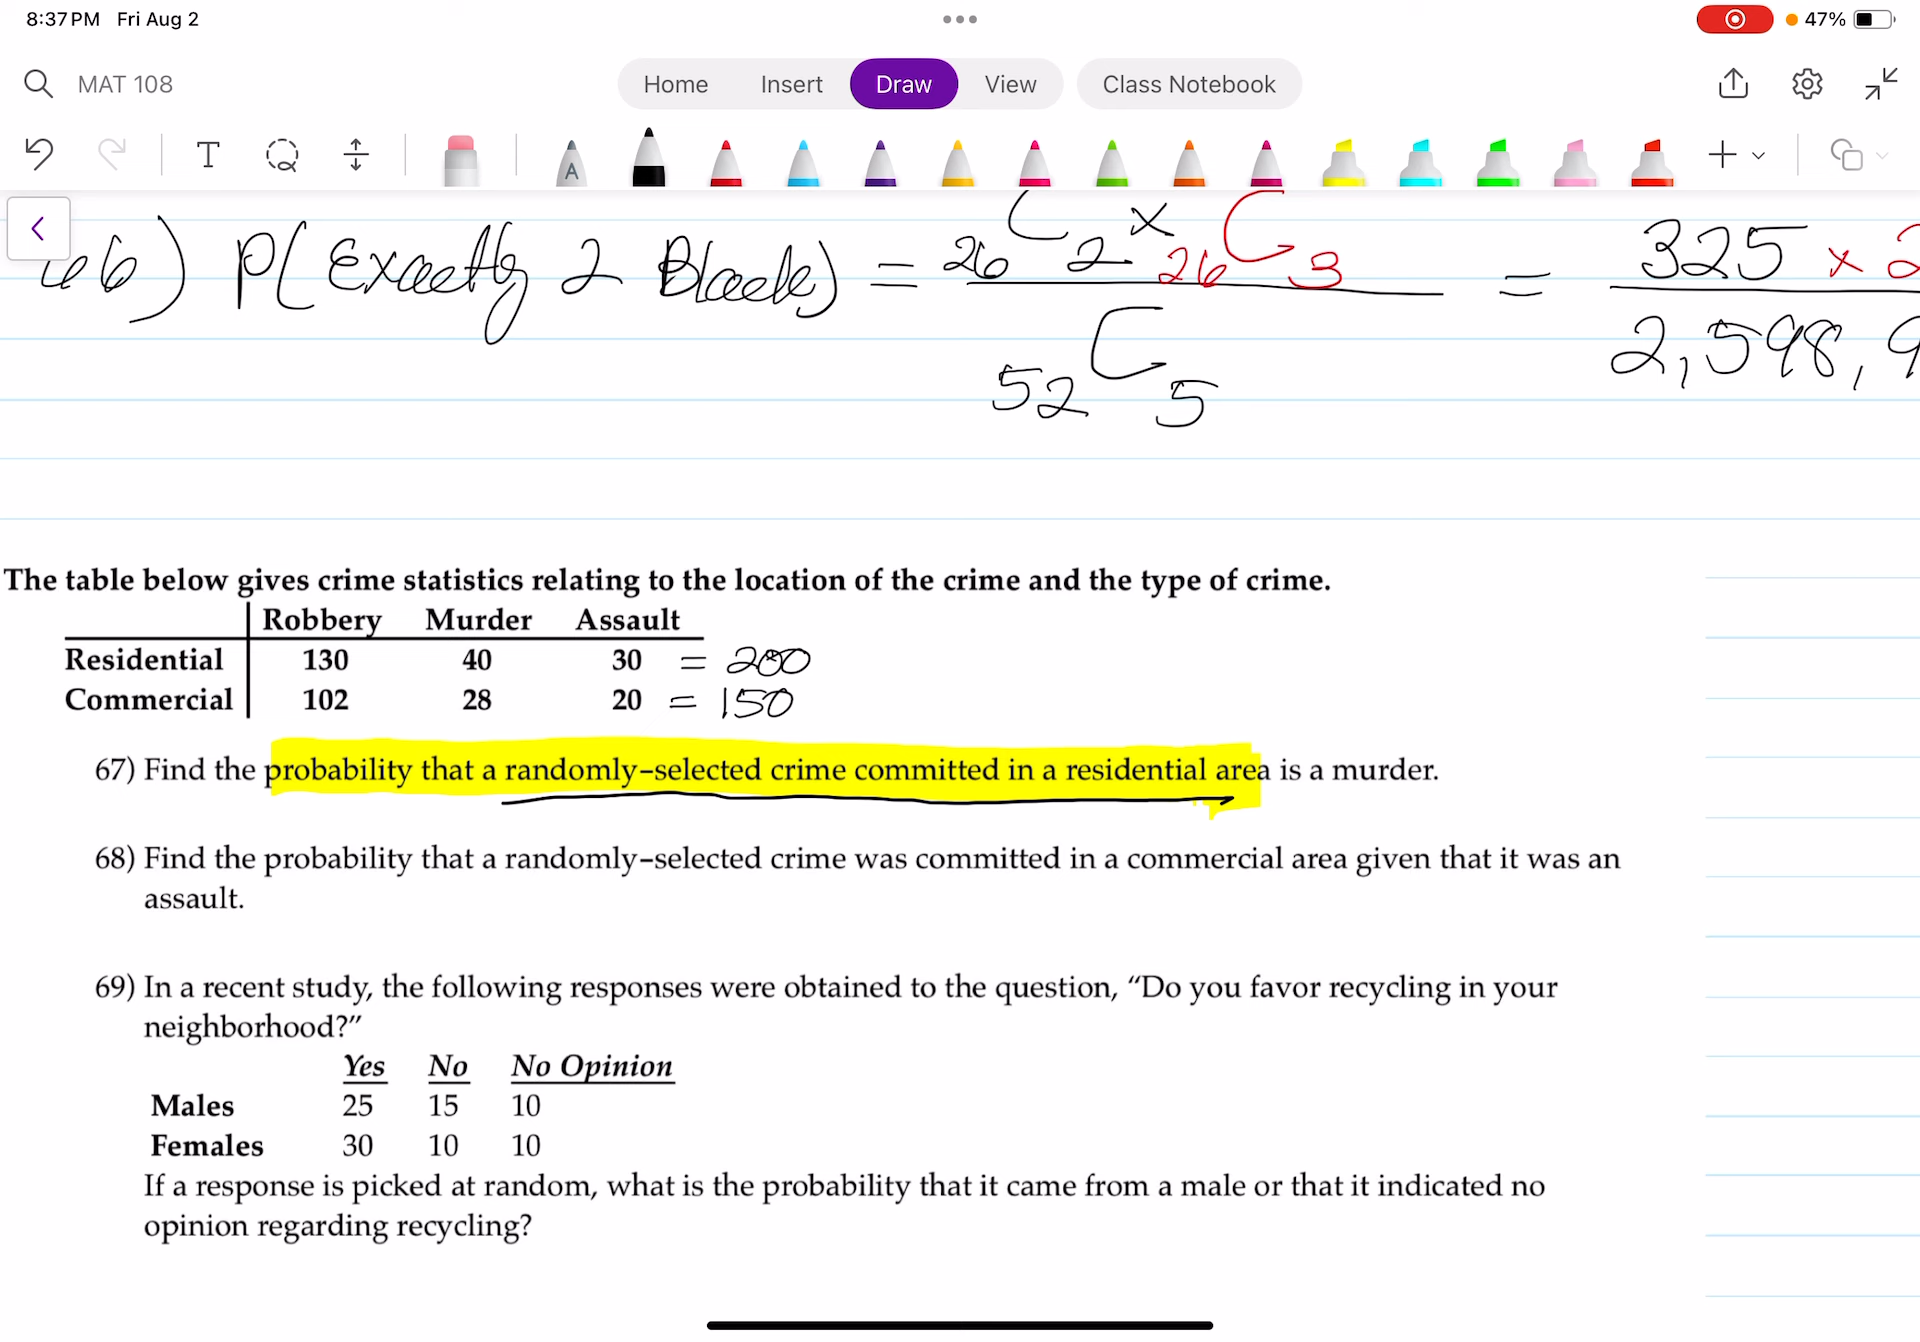 8:37 PM Fri Aug 2
47%
MAT 108
Home Insert Draw View Class Notebook
T A
66) P(Exactly 2 Black) = 26C2 × 26C3 = 325 × 2
52C5 2,598,9
The table below gives crime statistics relating to the location of the crime and the type of crime.
Robbery Murder Assault
Residential 130 40 30 = 200
Commercial 102 28 20 = 150
67) Find the probability that a randomly-selected crime committed in a residential area is a murder.
68) Find the probability that a randomly-selected crime was committed in a commercial area given that it was an
assault.
69) In a recent study, the following responses were obtained to the question, “Do you favor recycling in your
neighborhood?”
Yes No No Opinion
Males 25 15 10
Females 30 10 10
If a response is picked at random, what is the probability that it came from a male or that it indicated no
opinion regarding recycling?